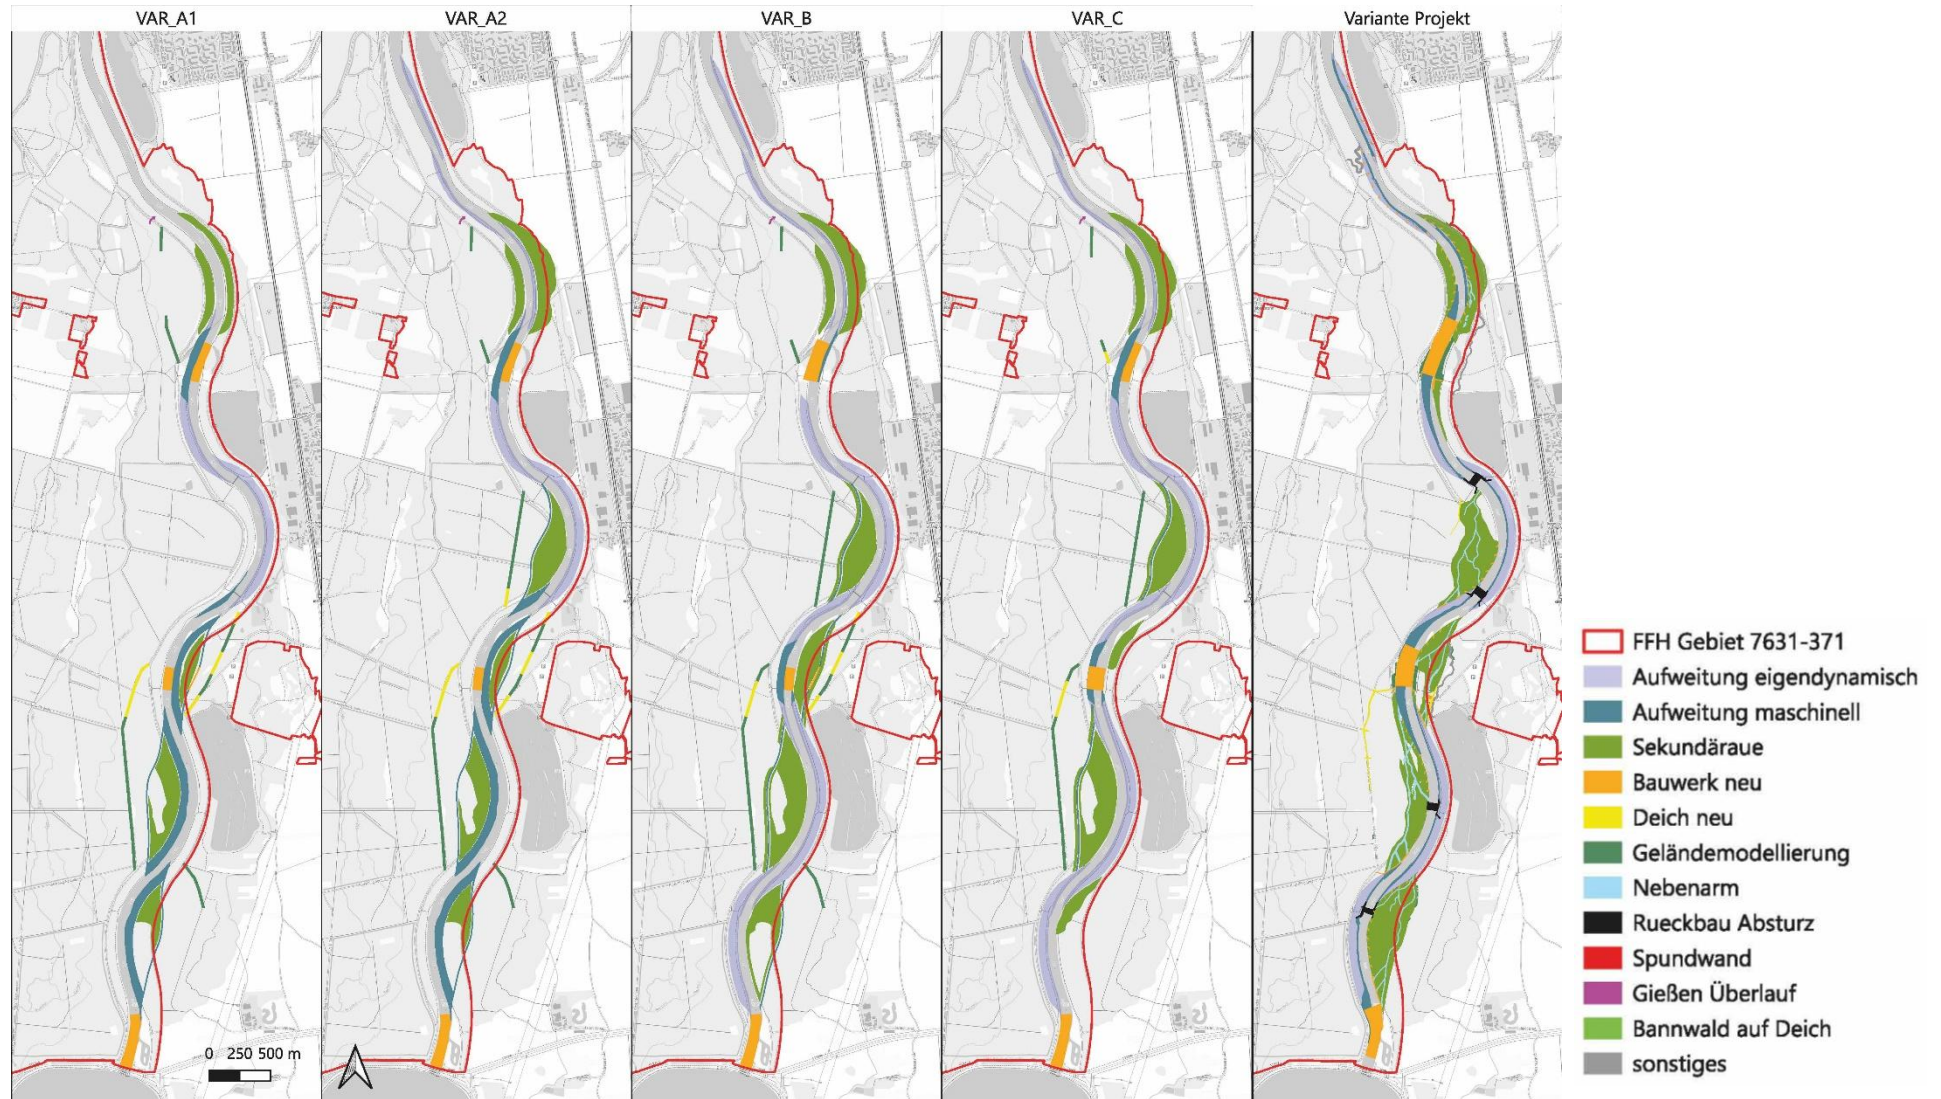 VAR_A1
VAR_A2
VAR_B
VAR_C
Variante Projekt
0 250 500 m
FFH Gebiet 7631-371
Aufweitung eigendynamisch
Aufweitung maschinell
Sekundäraue
Bauwerk neu
Deich neu
Geländemodellierung
Nebenarm
Rueckbau Absturz
Spundwand
Gießen Überlauf
Bannwald auf Deich
sonstiges